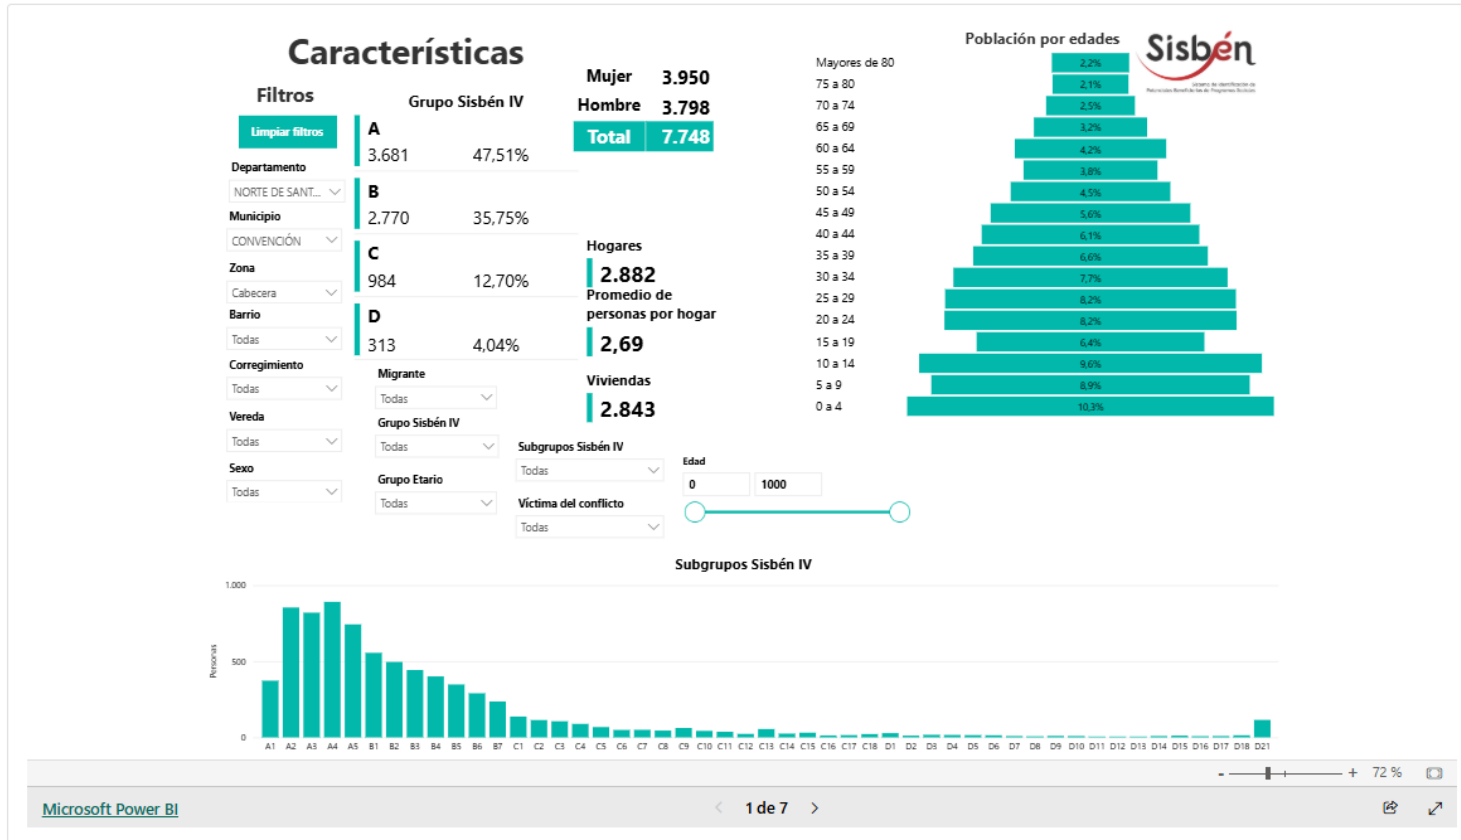 Características
Filtros
Limpiar filtros
Departamento
NORTE DE SANT...
Municipio
CONVENCIÓN
Zona
Cabecera
Barrio
Todas
Corregimiento
Todas
Vereda
Todas
Sexo
Todas
Grupo Sisbén IV
A
3.681 47,51%
B
2.770 35,75%
C
984 12,70%
D
313 4,04%
Migrante
Todas
Grupo Sisbén IV
Todas
Grupo Etario
Todas
Mujer 3.950
Hombre 3.798
Total 7.748
Hogares
2.882
Promedio de
personas por hogar
2,69
Viviendas
2.843
Subgrupos Sisbén IV
Todas
Víctima del conflicto
Todas
Edad
0 1000
Población por edades
Sisbén
Sistema de Identificación de
Potenciales Beneficiarios de Programas Sociales
Mayores de 80 2,2%
75 a 80 2,1%
70 a 74 2,5%
65 a 69 3,2%
60 a 64 4,2%
55 a 59 3,8%
50 a 54 4,5%
45 a 49 5,6%
40 a 44 6,1%
35 a 39 6,6%
30 a 34 7,7%
25 a 29 8,2%
20 a 24 8,2%
15 a 19 6,4%
10 a 14 9,6%
5 a 9 8,9%
0 a 4 10,3%
Subgrupos Sisbén IV
Personas
1.000
500
0
A1 A2 A3 A4 A5 B1 B2 B3 B4 B5 B6 B7 C1 C2 C3 C4 C5 C6 C7 C8 C9 C10 C11 C12 C13 C14 C15 C16 C17 C18 D1 D2 D3 D4 D5 D6 D7 D8 D9 D10 D11 D12 D13 D14 D15 D16 D17 D18 D21
- + 72 %
Microsoft Power BI
1 de 7